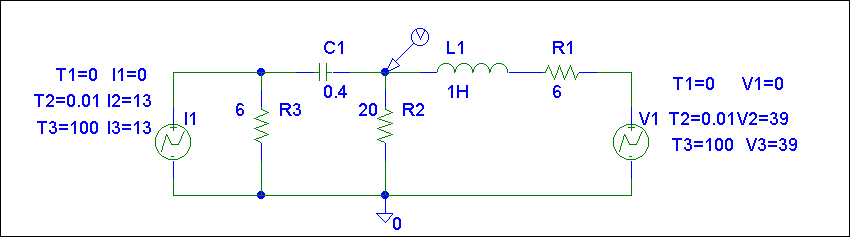 V
C1 L1 R1
T1=0 I1=0 T1=0 V1=0
0.4 1H 6
T2=0.01 I2=13
6 R3 20 R2
I1 V1 T2=0.01 V2=39
T3=100 I3=13
T3=100 V3=39
0